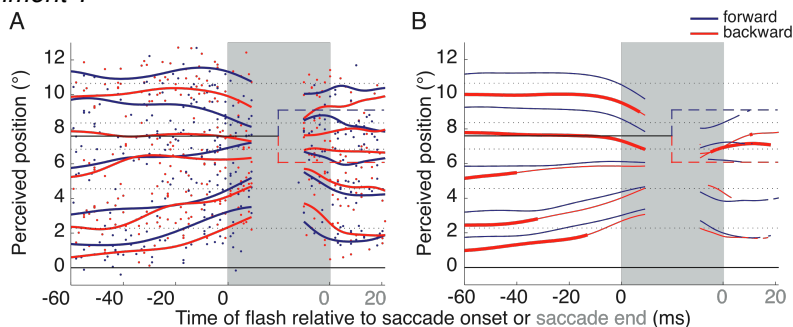 A
B
forward
backward
Perceived position (°)
12
10
8
6
4
2
0
-60 -40 -20 0 0 20
Perceived position (°)
12
10
8
6
4
2
0
-60 -40 -20 0 0 20
Time of flash relative to saccade onset or saccade end (ms)